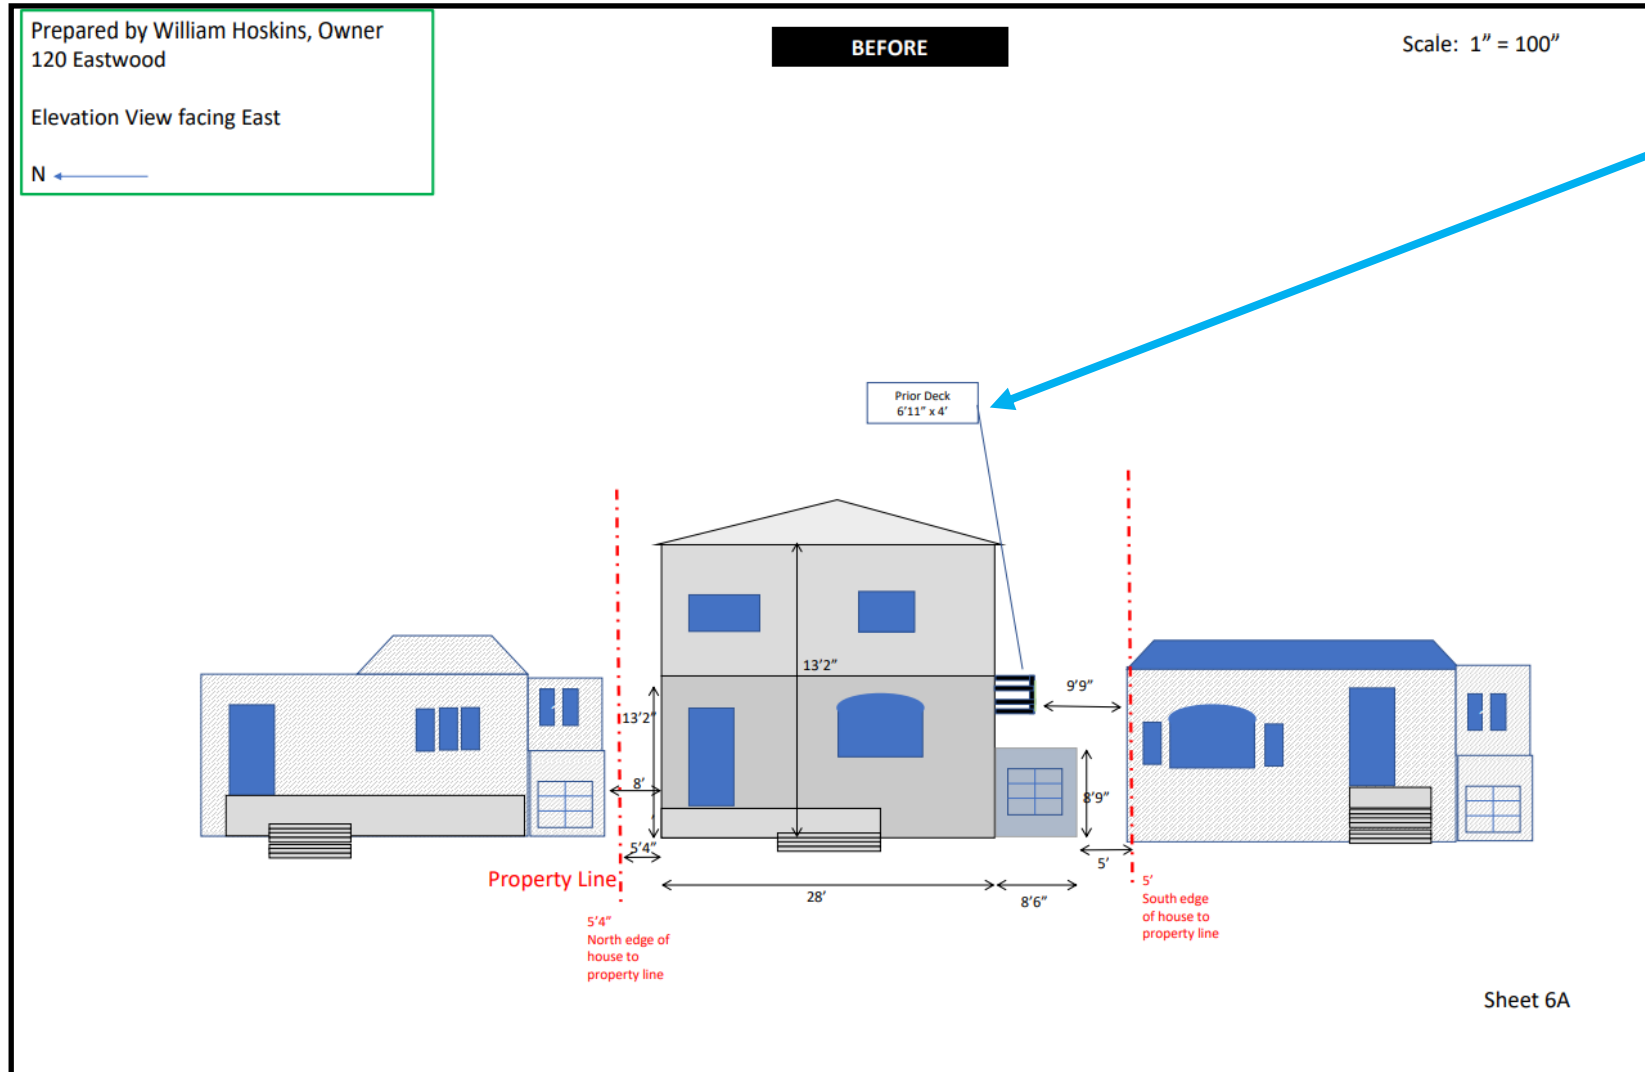 Prepared by William Hoskins, Owner
120 Eastwood
Elevation View facing East
N
BEFORE
Scale:  1” = 100”
Prior Deck
6’11” x 4’
13’2”
9’9”
13’2”
8’
8’9”
5’4”
5’
Property Line
28’
8’6”
5’
South edge
of house to
property line
5’4”
North edge of
house to
property line
Sheet 6A